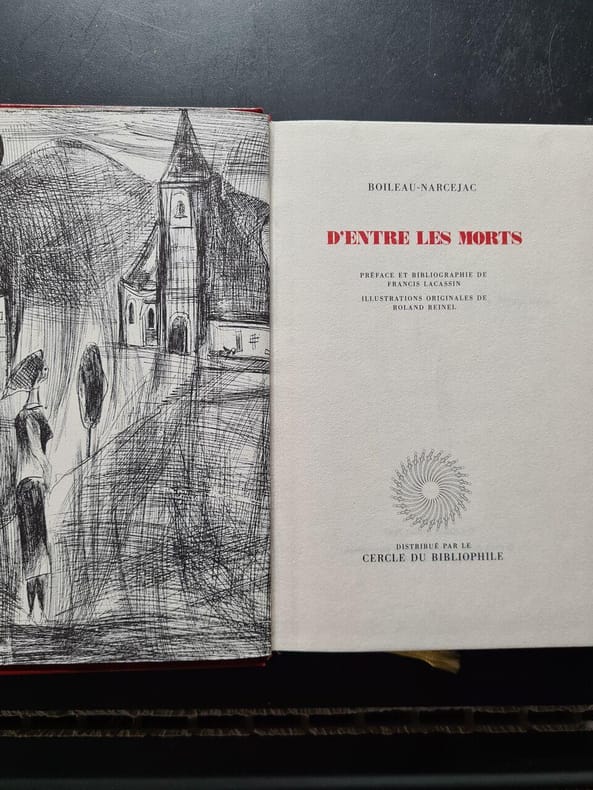 BOILEAU-NARCEJAC
D'ENTRE LES MORTS
PRÉFACE ET BIBLIOGRAPHIE DE
FRANCIS LACASSIN
ILLUSTRATIONS ORIGINALES DE
ROLAND REINEL
DISTRIBUÉ PAR LE
CERCLE DU BIBLIOPHILE